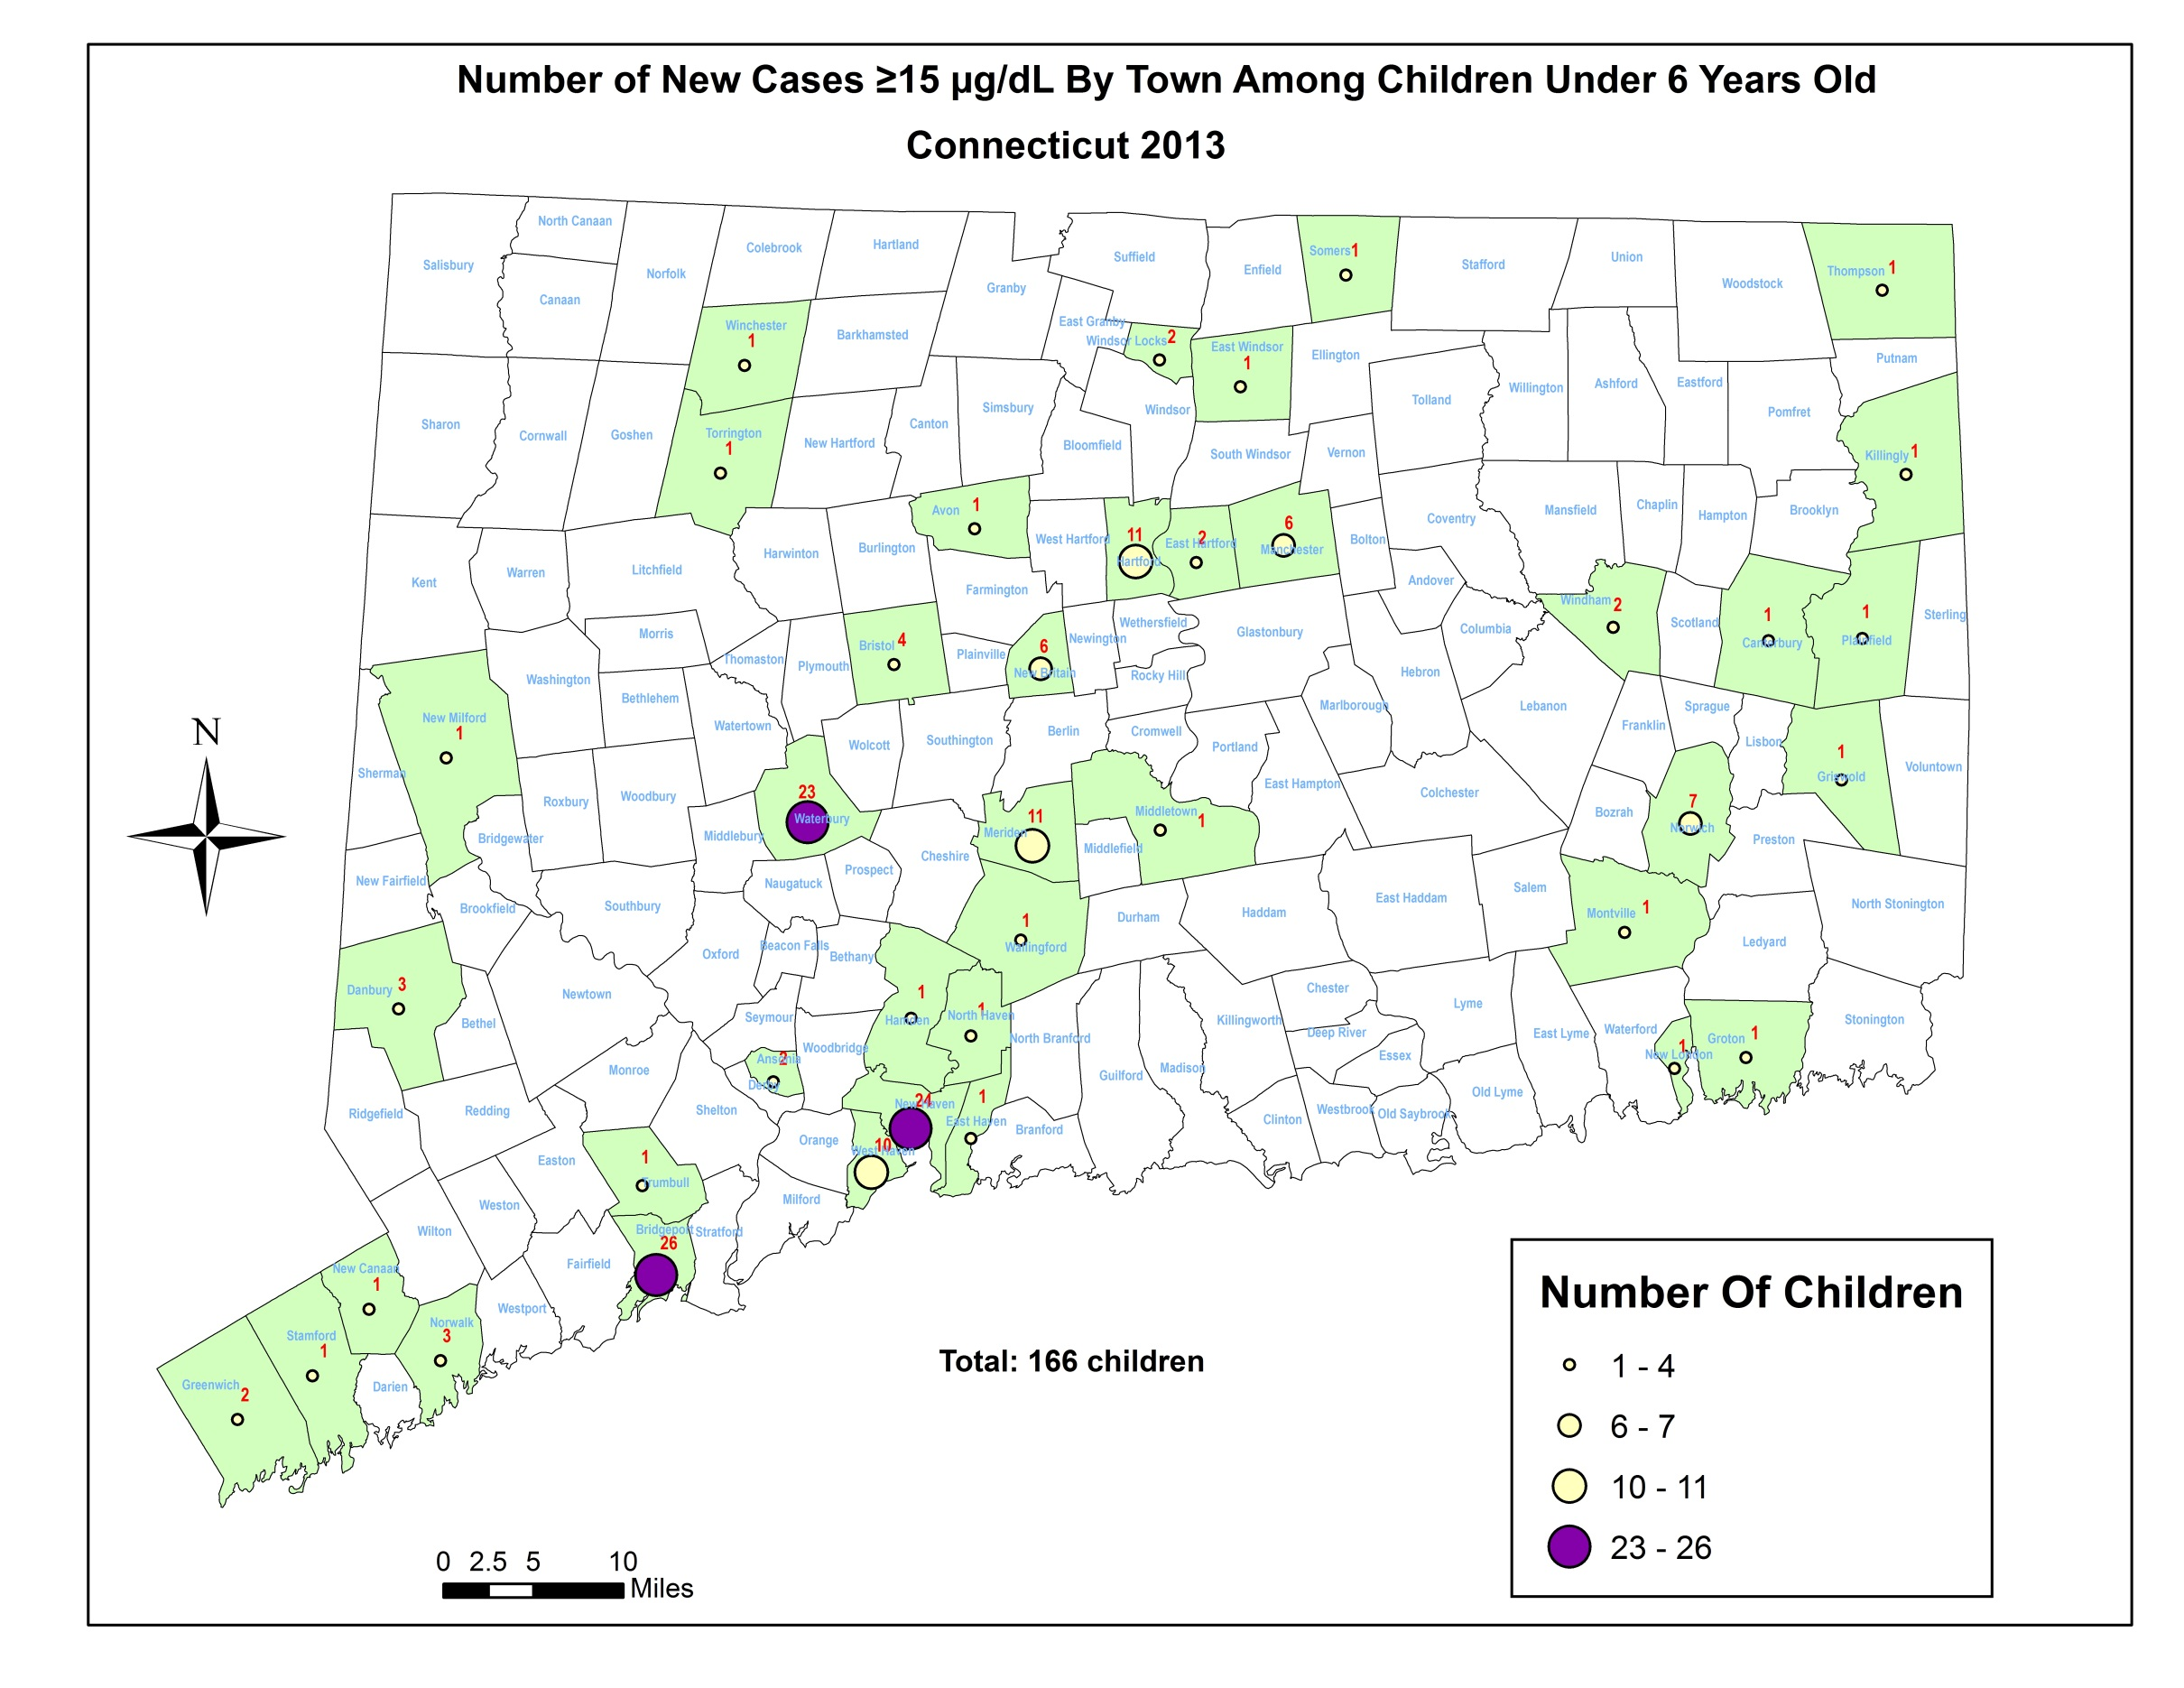 Number of New Cases ≥15 µg/dL By Town Among Children Under 6 Years Old
Connecticut 2013
North Canaan
Salisbury
Canaan
Norfolk
Colebrook
Hartland
Granby
Suffield
Enfield
Somers 1
Stafford
Union
Woodstock
Thompson 1
Winchester
1
Barkhamsted
East Granby
Windsor Locks 2
East Windsor
1
Ellington
Putnam
Sharon
Cornwall
Goshen
Torrington
1
New Hartford
Canton
Simsbury
Bloomfield
Windsor
South Windsor
Vernon
Tolland
Willington
Ashford
Eastford
Pomfret
Killingly 1
Kent
Warren
Litchfield
Harwinton
Burlington
Avon 1
Farmington
West Hartford
11
Hartford
2
East Hartford
6
Manchester
Bolton
Coventry
Andover
Mansfield
Chaplin
Hampton
Brooklyn
Morris
Thomaston
Plymouth
Bristol 4
Plainville
6
New Britain
Newington
Wethersfield
Rocky Hill
Glastonbury
Hebron
Columbia
Windham 2
Scotland
1
Canterbury
1
Plainfield
Sterling
New Milford
1
Washington
Bethlehem
Watertown
Wolcott
Southington
Berlin
Cromwell
Portland
Marlborough
East Hampton
Lebanon
Franklin
Sprague
Lisbon
1
Griswold
Voluntown
N
Sherman
Bridgewater
Roxbury
Woodbury
Middlebury
23
Waterbury
Naugatuck
Prospect
Cheshire
11
Meriden
Middletown 1
Middlefield
Colchester
Bozrah
7
Norwich
Preston
New Fairfield
Brookfield
Southbury
Oxford
Beacon Falls
Bethany
1
Wallingford
Durham
Haddam
East Haddam
Salem
Montville 1
Ledyard
North Stonington
Danbury 3
Bethel
Newtown
Seymour
Woodbridge
1
Hamden
1
North Haven
North Branford
Guilford
Madison
Killingworth
Chester
Deep River
Essex
Lyme
East Lyme
Waterford
1
New London
Groton 1
Stonington
Ridgefield
Redding
Monroe
Shelton
2
Ansonia
Derby
Orange
24
New Haven
1
East Haven
10
West Haven
Branford
Clinton
Westbrook
Old Saybrook
Old Lyme
Easton
Weston
Wilton
1
Trumbull
Bridgeport
26
Stratford
Milford
Fairfield
Westport
New Canaan
1
Norwalk
3
Stamford
1
Darien
Greenwich 2
Total: 166 children
Number Of Children
1 - 4
6 - 7
10 - 11
23 - 26
0 2.5 5 10
Miles